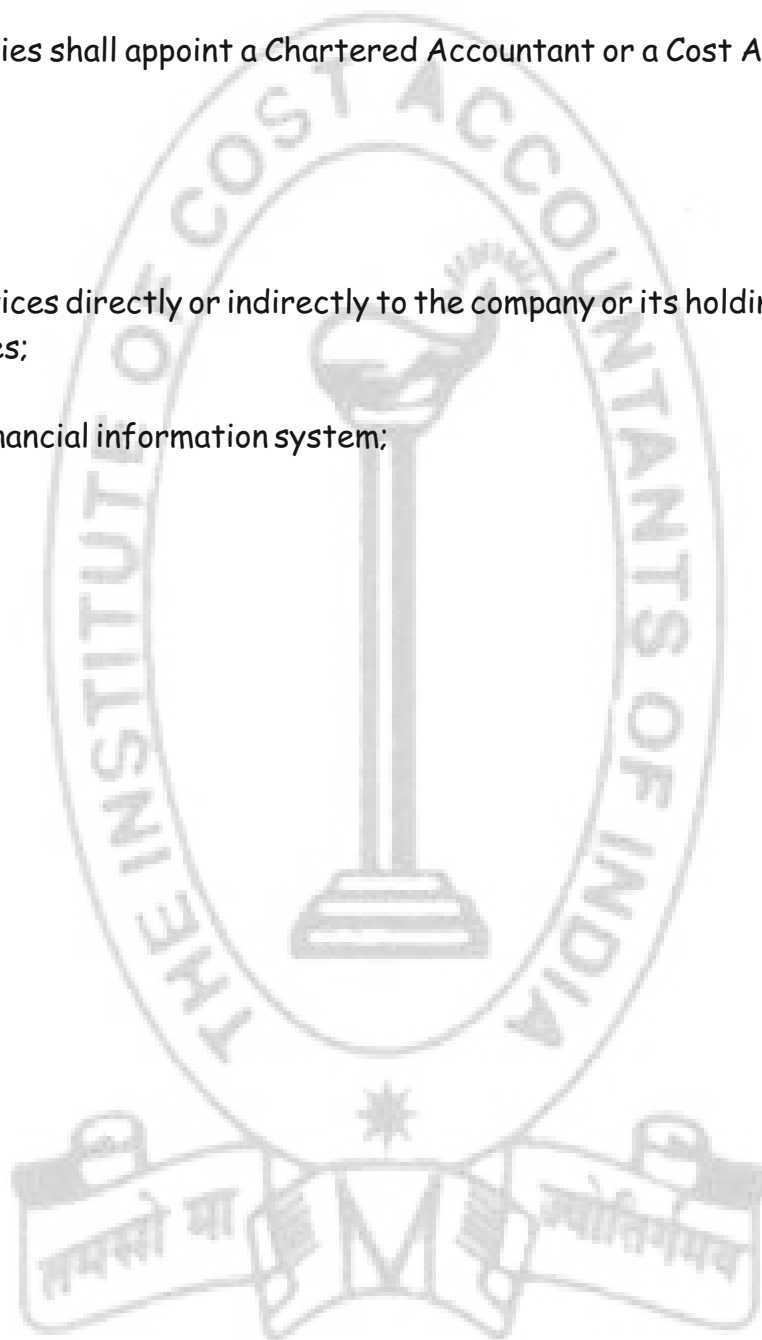 ies shall appoint a Chartered Accountant or a Cost A
ices directly or indirectly to the company or its holdin
es;
nancial information system;
THE INSTITUTE OF COST ACCOUNTANTS OF INDIA
तमसो मा ज्योतिर्गमय